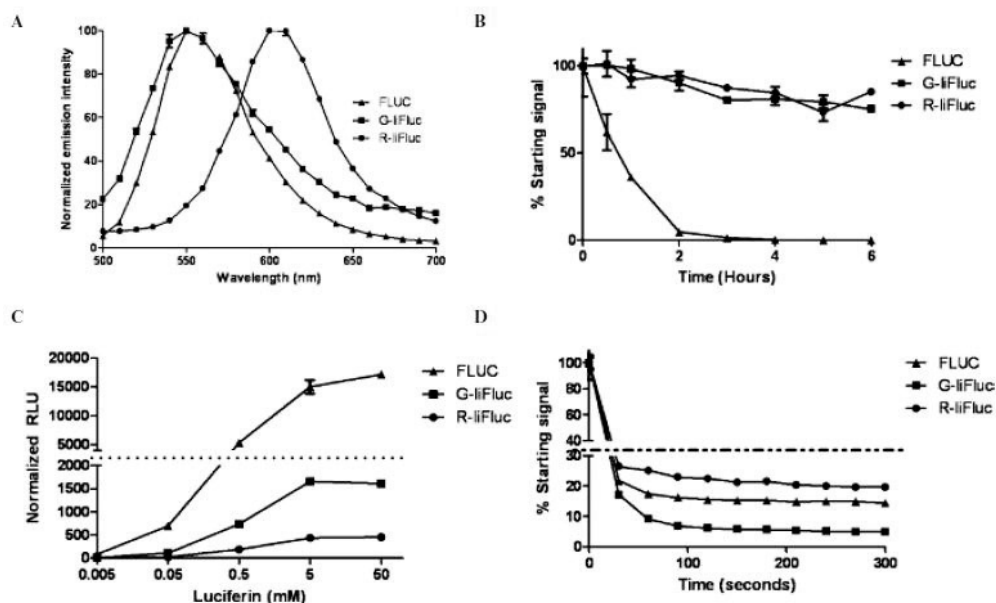 A
Normalized emission intensity
100
80
60
40
20
0
500
550
600
650
700
Wavelength (nm)
FLUC
G-liFluc
R-liFluc
B
% Starting signal
100
50
0
0
2
4
6
Time (Hours)
FLUC
G-liFluc
R-liFluc
C
Normalized RLU
20000
15000
10000
5000
2000
1500
1000
500
0
0.005
0.05
0.5
5
50
Luciferin (mM)
FLUC
G-liFluc
R-liFluc
D
% Starting signal
100
80
60
40
30
20
10
0
0
100
200
300
Time (seconds)
FLUC
G-liFluc
R-liFluc